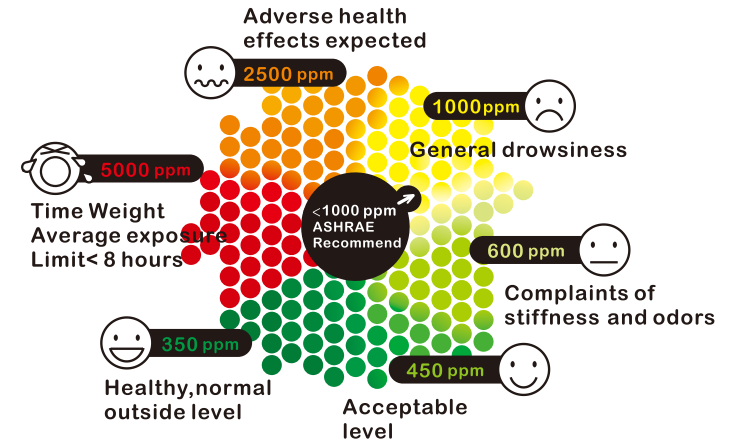 Adverse health
effects expected
2500 ppm
1000ppm
General drowsiness
5000 ppm
Time Weight
Average exposure
Limit< 8 hours
<1000 ppm
ASHRAE
Recommend
600 ppm
Complaints of
stiffness and odors
350 ppm
Healthy,normal
outside level
450 ppm
Acceptable
level